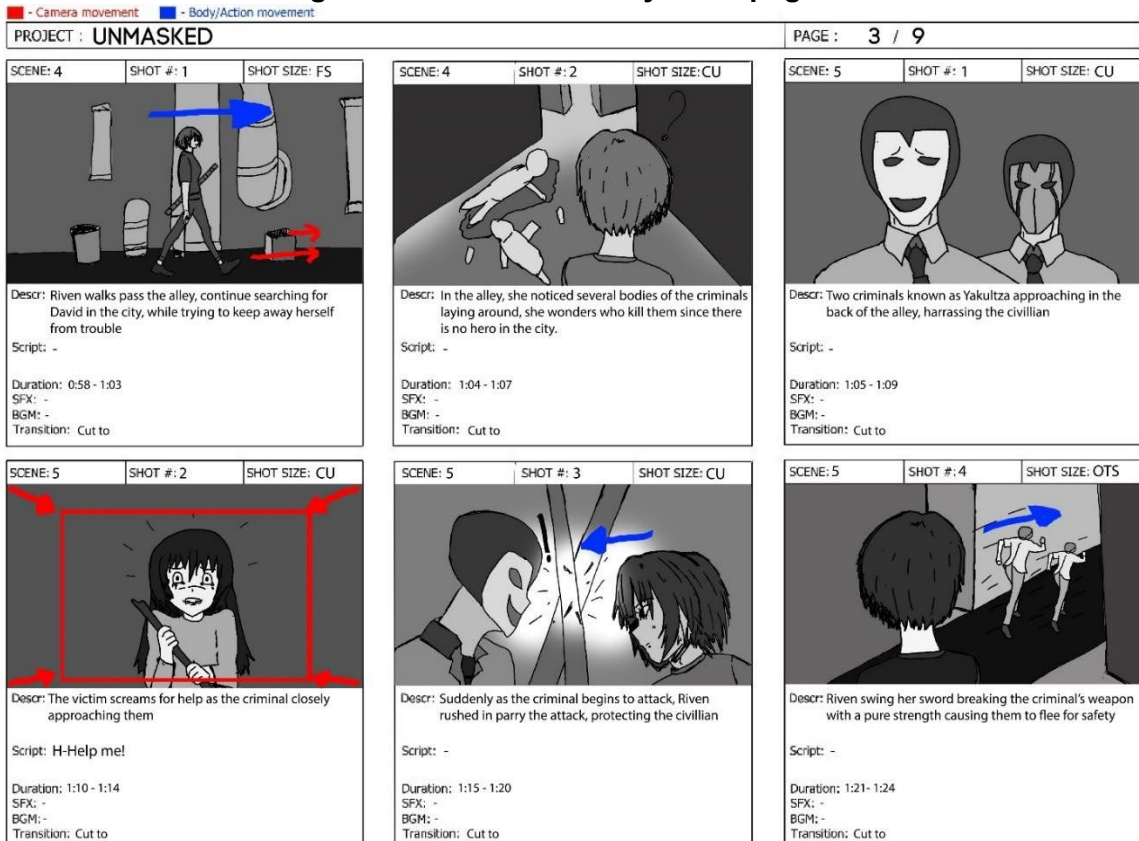 - Camera movement - Body/Action movement
PROJECT : UNMASKED
PAGE : 3 / 9
SCENE: 4 SHOT #: 1 SHOT SIZE: FS
Descr: Riven walks pass the alley, continue searching for
David in the city, while trying to keep away herself
from trouble
Script: -
Duration: 0:58 - 1:03
SFX: -
BGM: -
Transition: Cut to
SCENE: 4 SHOT #: 2 SHOT SIZE: CU
?
Descr: In the alley, she noticed several bodies of the criminals
laying around, she wonders who kill them since there
is no hero in the city.
Script: -
Duration: 1:04 - 1:07
SFX: -
BGM: -
Transition: Cut to
SCENE: 5 SHOT #: 1 SHOT SIZE: CU
Descr: Two criminals known as Yakultza approaching in the
back of the alley, harrassing the civillian
Script: -
Duration: 1:05 - 1:09
SFX: -
BGM: -
Transition: Cut to
SCENE: 5 SHOT #: 2 SHOT SIZE: CU
Descr: The victim screams for help as the criminal closely
approaching them
Script: H-Help me!
Duration: 1:10 - 1:14
SFX: -
BGM: -
Transition: Cut to
SCENE: 5 SHOT #: 3 SHOT SIZE: CU
!
Descr: Suddenly as the criminal begins to attack, Riven
rushed in parry the attack, protecting the civillian
Script: -
Duration: 1:15 - 1:20
SFX: -
BGM: -
Transition: Cut to
SCENE: 5 SHOT #: 4 SHOT SIZE: OTS
Descr: Riven swing her sword breaking the criminal's weapon
with a pure strength causing them to flee for safety
Script: -
Duration: 1:21- 1:24
SFX: -
BGM: -
Transition: Cut to